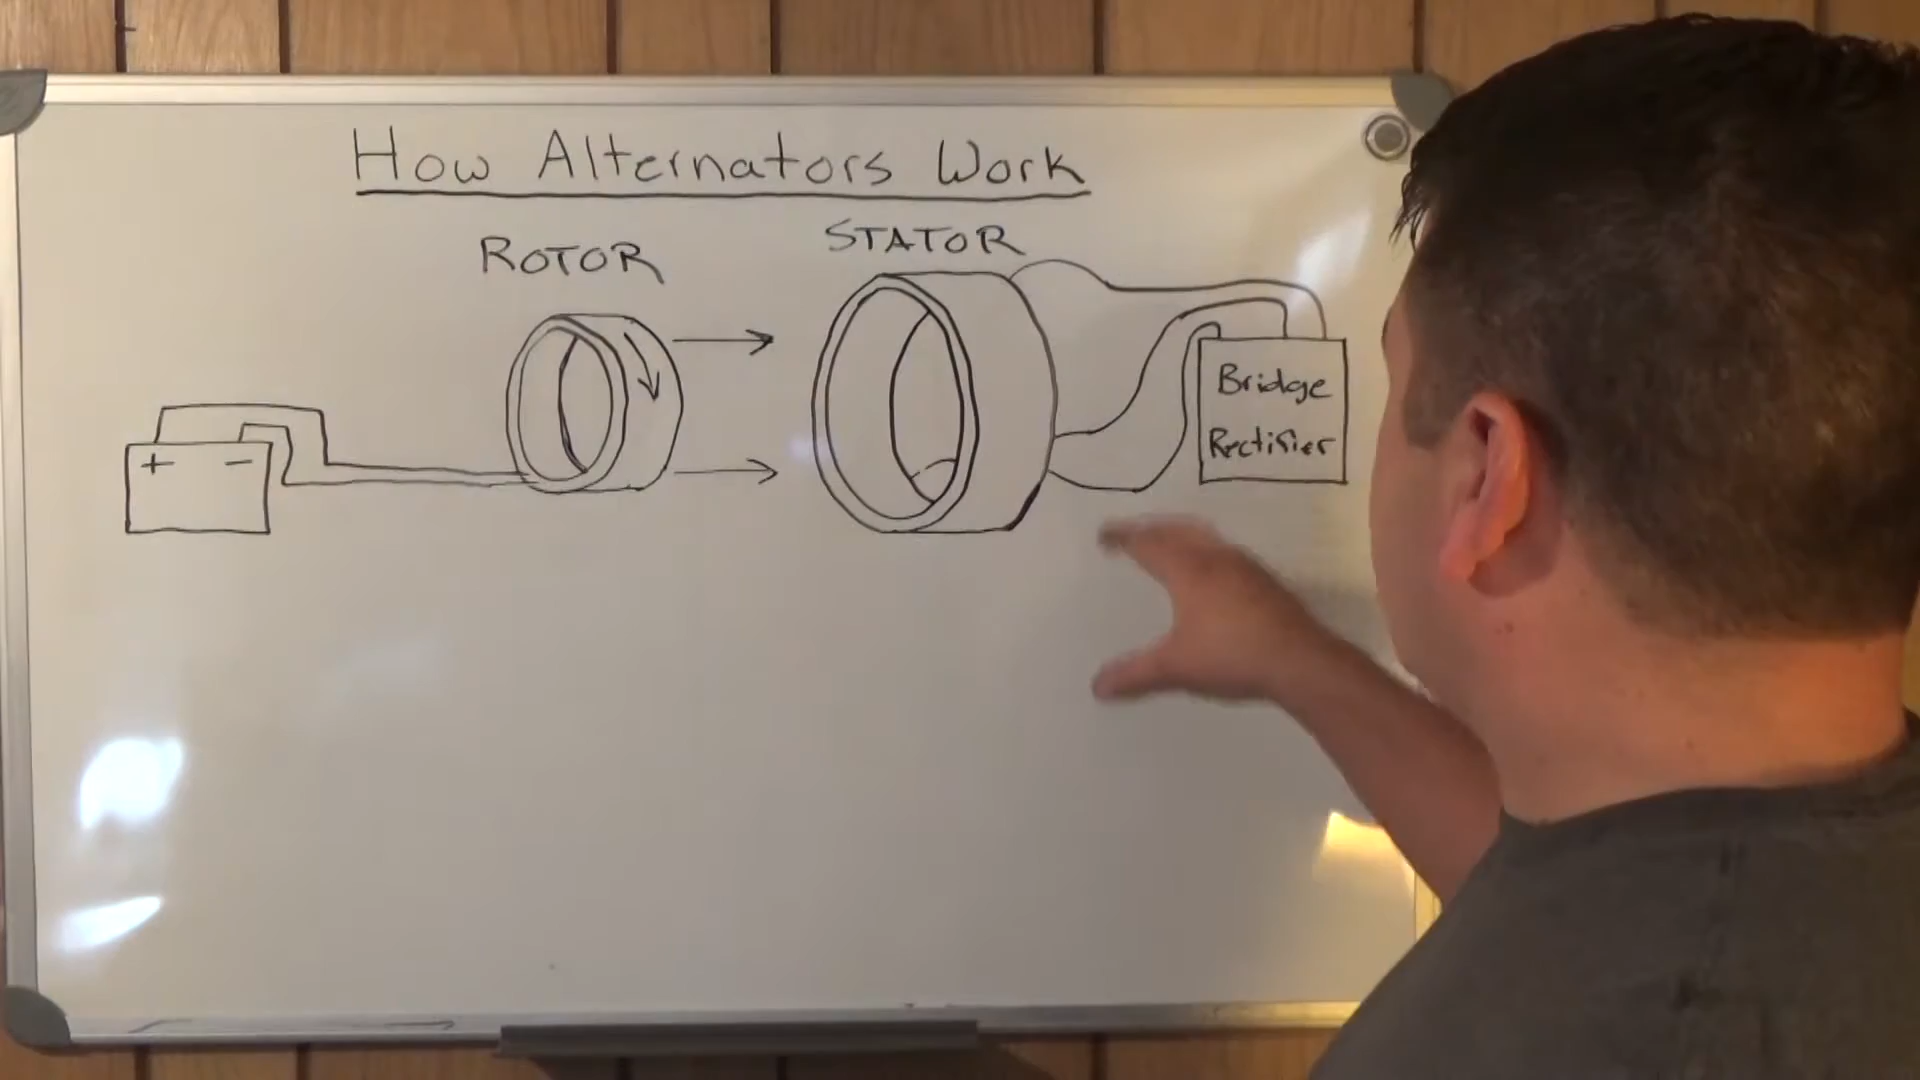 How Alternators Work
ROTOR
STATOR
+ -
Bridge
Rectifier